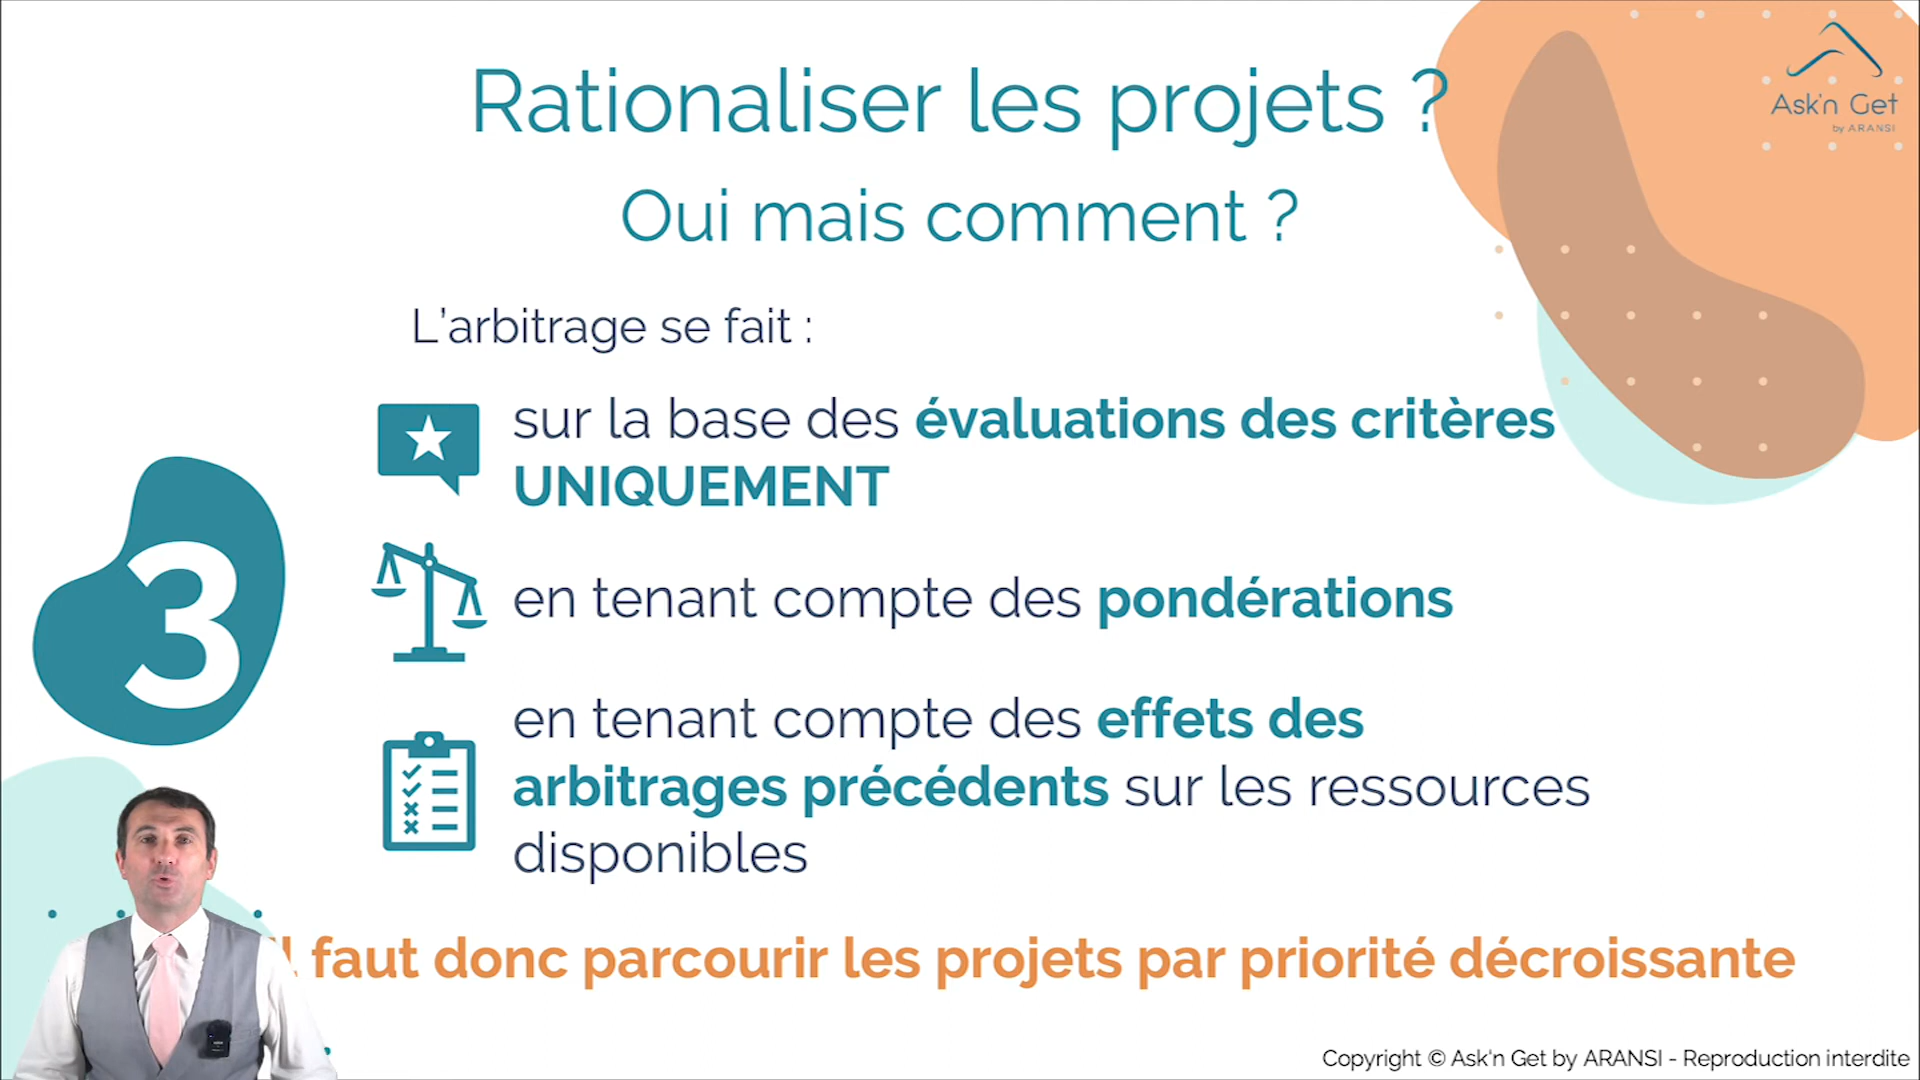 Rationaliser les projets ?
Ask'n Get
by ARANSI
Oui mais comment ?
L'arbitrage se fait :
sur la base des évaluations des critères
UNIQUEMENT
3
en tenant compte des pondérations
en tenant compte des effets des
arbitrages précédents sur les ressources
disponibles
Il faut donc parcourir les projets par priorité décroissante
Copyright © Ask'n Get by ARANSI - Reproduction interdite